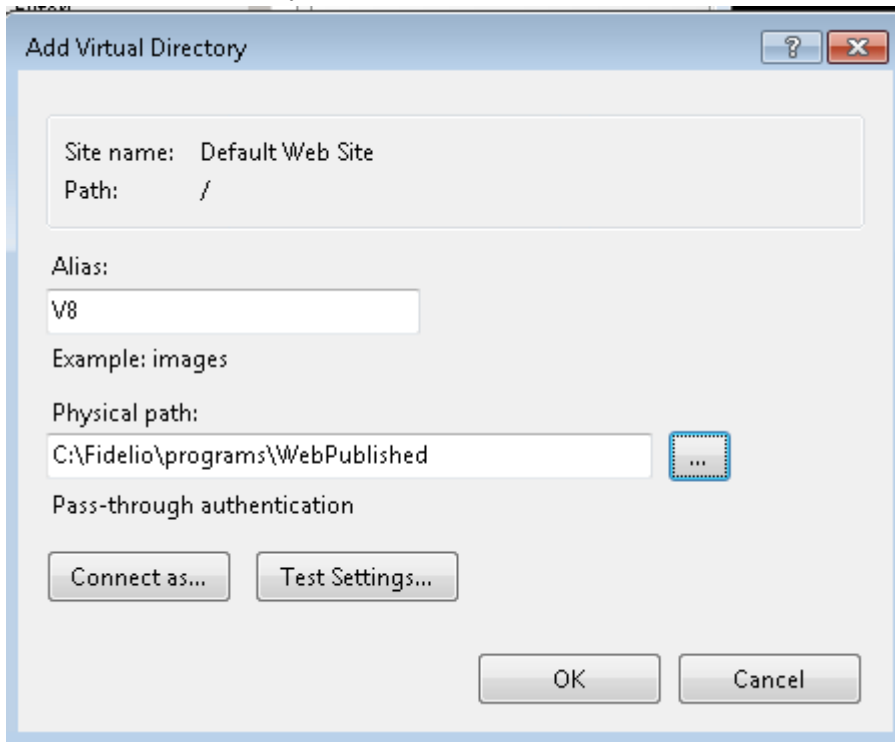 Add Virtual Directory
Site name: Default Web Site
Path: /
Alias:
V8
Example: images
Physical path:
C:\Fidelio\programs\WebPublished
...
Pass-through authentication
Connect as...
Test Settings...
OK
Cancel